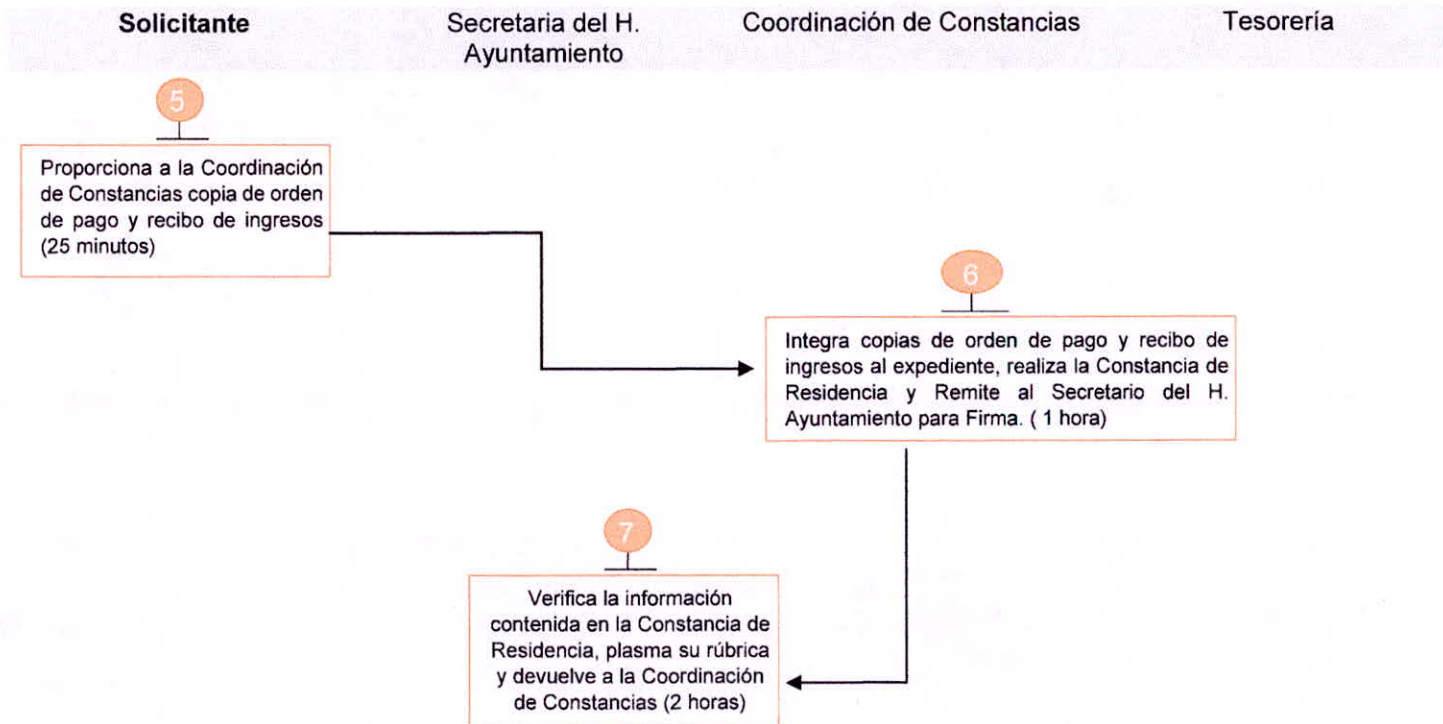 Solicitante
Secretaria del H.
Ayuntamiento
Coordinación de Constancias
Tesorería
5
Proporciona a la Coordinación
de Constancias copia de orden
de pago y recibo de ingresos
(25 minutos)
6
Integra copias de orden de pago y recibo de
ingresos al expediente, realiza la Constancia de
Residencia y Remite al Secretario del H.
Ayuntamiento para Firma. ( 1 hora)
7
Verifica la información
contenida en la Constancia de
Residencia, plasma su rúbrica
y devuelve a la Coordinación
de Constancias (2 horas)